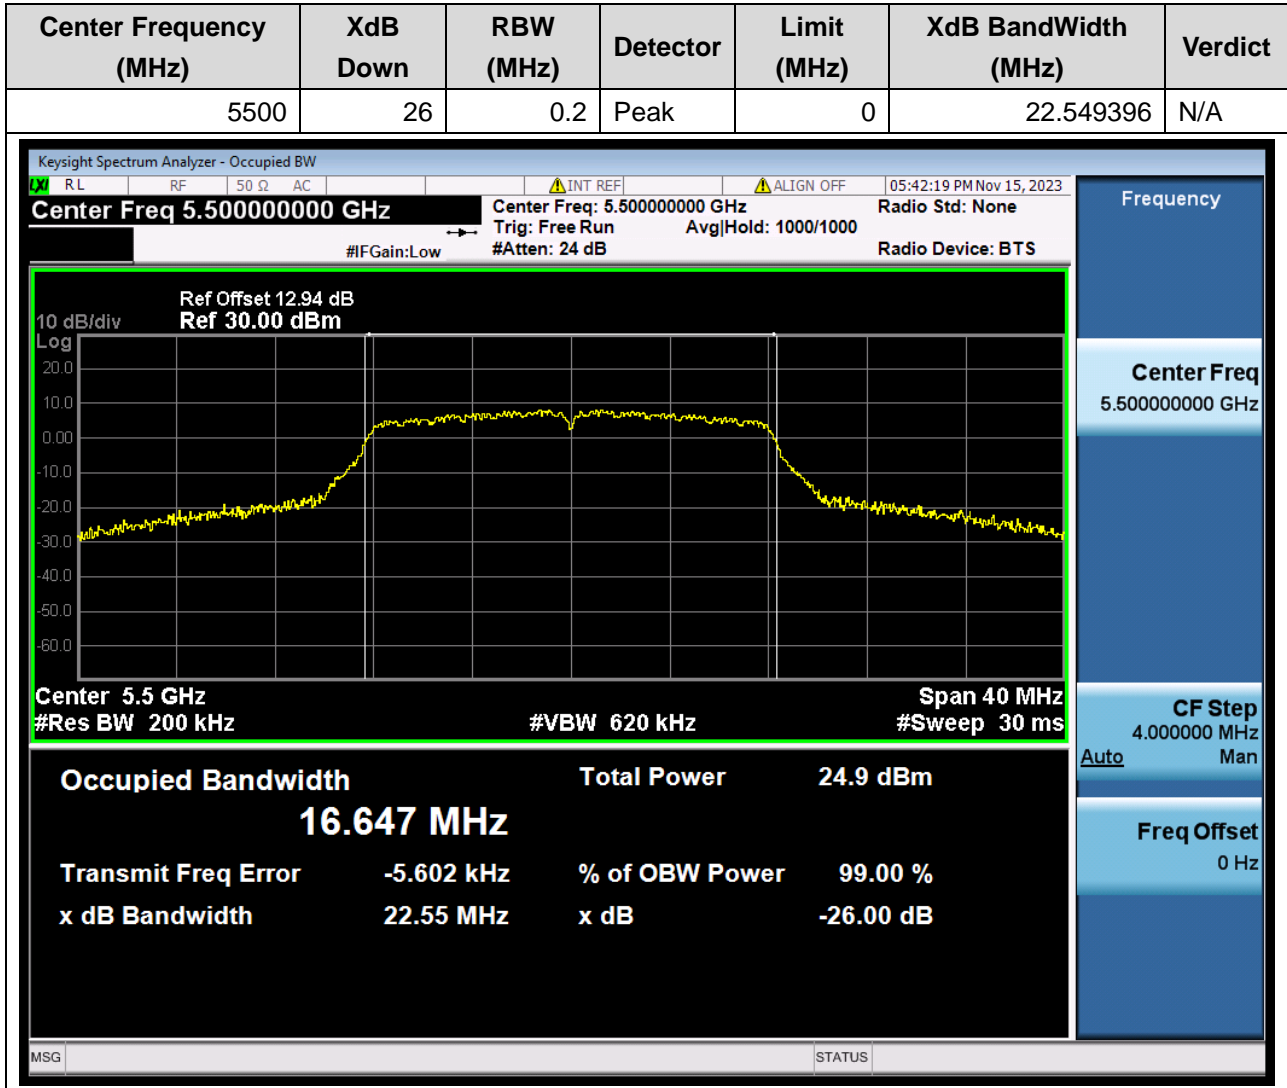 Center Frequency (MHz) XdB Down RBW (MHz) Detector Limit (MHz) XdB BandWidth (MHz) Verdict
5500 26 0.2 Peak 0 22.549396 N/A
Keysight Spectrum Analyzer - Occupied BW
LXI RL RF 50 Ω AC INT REF ALIGN OFF 05:42:19 PM Nov 15, 2023
Center Freq 5.500000000 GHz
Center Freq: 5.500000000 GHz
Radio Std: None
Trig: Free Run Avg|Hold: 1000/1000
#IFGain:Low #Atten: 24 dB Radio Device: BTS
Ref Offset 12.94 dB
10 dB/div Ref 30.00 dBm
Log
20.0
10.0
0.00
-10.0
-20.0
-30.0
-40.0
-50.0
-60.0
Center 5.5 GHz Span 40 MHz
#Res BW 200 kHz #VBW 620 kHz #Sweep 30 ms
Occupied Bandwidth Total Power 24.9 dBm
16.647 MHz
Transmit Freq Error -5.602 kHz % of OBW Power 99.00 %
x dB Bandwidth 22.55 MHz x dB -26.00 dB
Frequency
Center Freq
5.500000000 GHz
CF Step
4.000000 MHz
Auto Man
Freq Offset
0 Hz
MSG STATUS